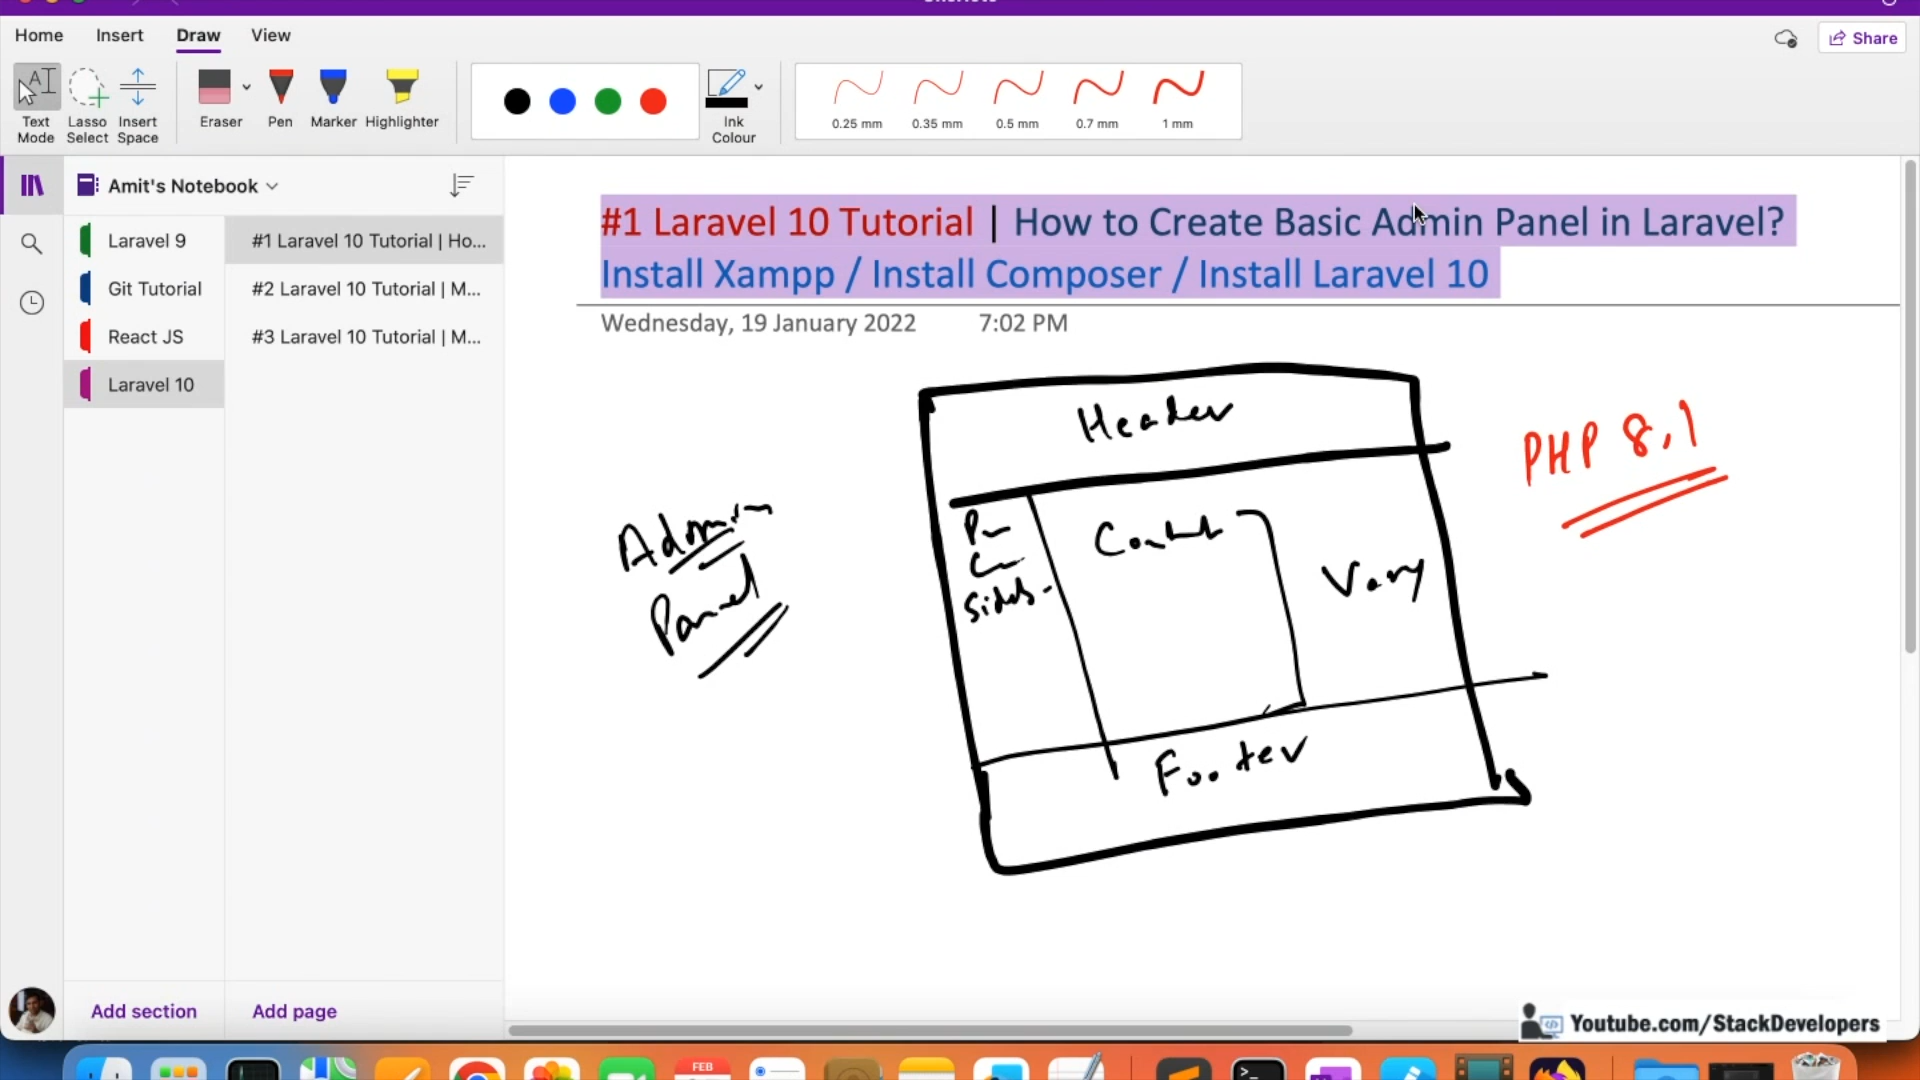 Home Insert Draw View
Share
Text Mode
Lasso Select
Insert Space
Eraser
Pen
Marker
Highlighter
Ink Colour
0.25 mm
0.35 mm
0.5 mm
0.7 mm
1 mm
Amit's Notebook
Laravel 9
Git Tutorial
React JS
Laravel 10
#1 Laravel 10 Tutorial | Ho...
#2 Laravel 10 Tutorial | M...
#3 Laravel 10 Tutorial | M...
#1 Laravel 10 Tutorial | How to Create Basic Admin Panel in Laravel?
Install Xampp / Install Composer / Install Laravel 10
Wednesday, 19 January 2022 7:02 PM
Header
PHP 8.1
Admin
Panel
Vary
Footer
Add section
Add page
Youtube.com/StackDevelopers
FEB